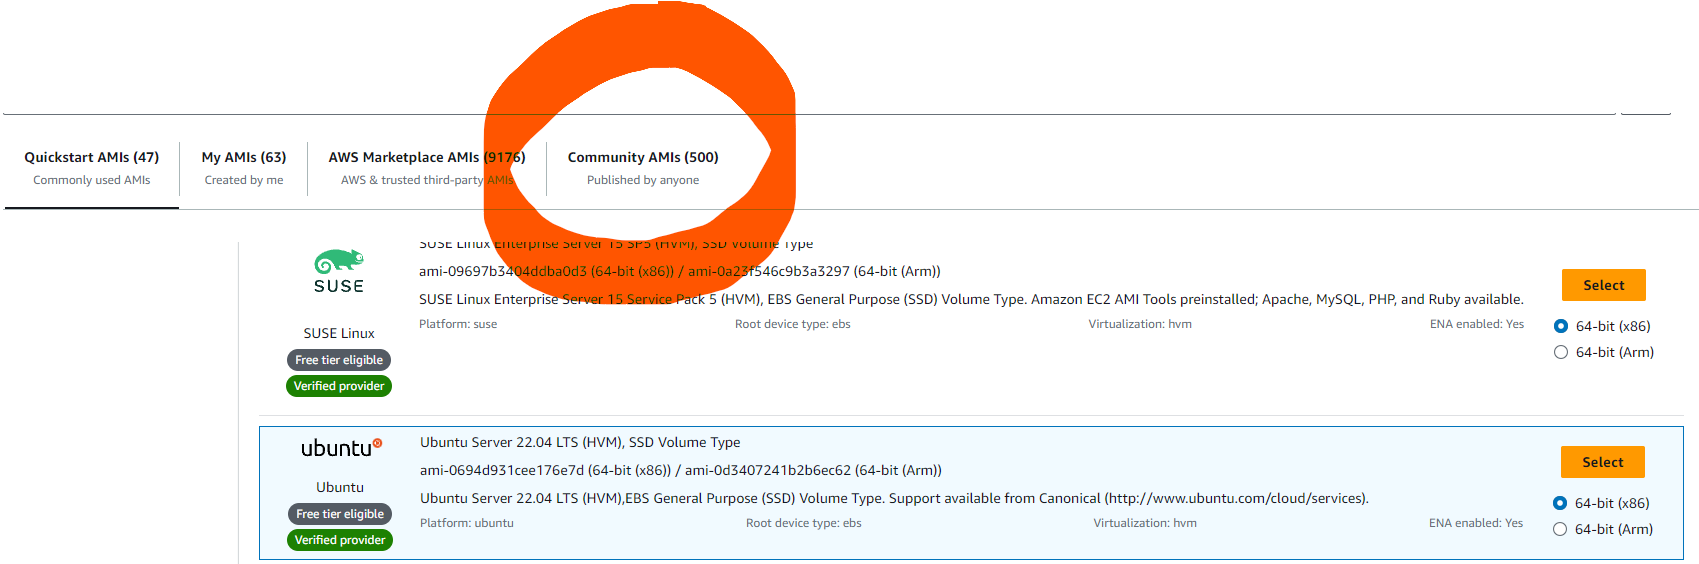 Quickstart AMIs (47)
Commonly used AMIs
My AMIs (63)
Created by me
AWS Marketplace AMIs (9176)
AWS & trusted third-party AMIs
Community AMIs (500)
Published by anyone
SUSE
SUSE Linux
Free tier eligible
Verified provider
SUSE Linux Enterprise Server 15 SP5 (HVM), SSD Volume Type
ami-09697b3404ddba0d3 (64-bit (x86)) / ami-0a23f546c9b3a3297 (64-bit (Arm))
SUSE Linux Enterprise Server 15 Service Pack 5 (HVM), EBS General Purpose (SSD) Volume Type. Amazon EC2 AMI Tools preinstalled; Apache, MySQL, PHP, and Ruby available.
Platform: suse
Root device type: ebs
Virtualization: hvm
ENA enabled: Yes
Select
64-bit (x86)
64-bit (Arm)
ubuntu
Ubuntu
Free tier eligible
Verified provider
Ubuntu Server 22.04 LTS (HVM), SSD Volume Type
ami-0694d931cee176e7d (64-bit (x86)) / ami-0d3407241b2b6ec62 (64-bit (Arm))
Ubuntu Server 22.04 LTS (HVM),EBS General Purpose (SSD) Volume Type. Support available from Canonical (http://www.ubuntu.com/cloud/services).
Platform: ubuntu
Root device type: ebs
Virtualization: hvm
ENA enabled: Yes
Select
64-bit (x86)
64-bit (Arm)